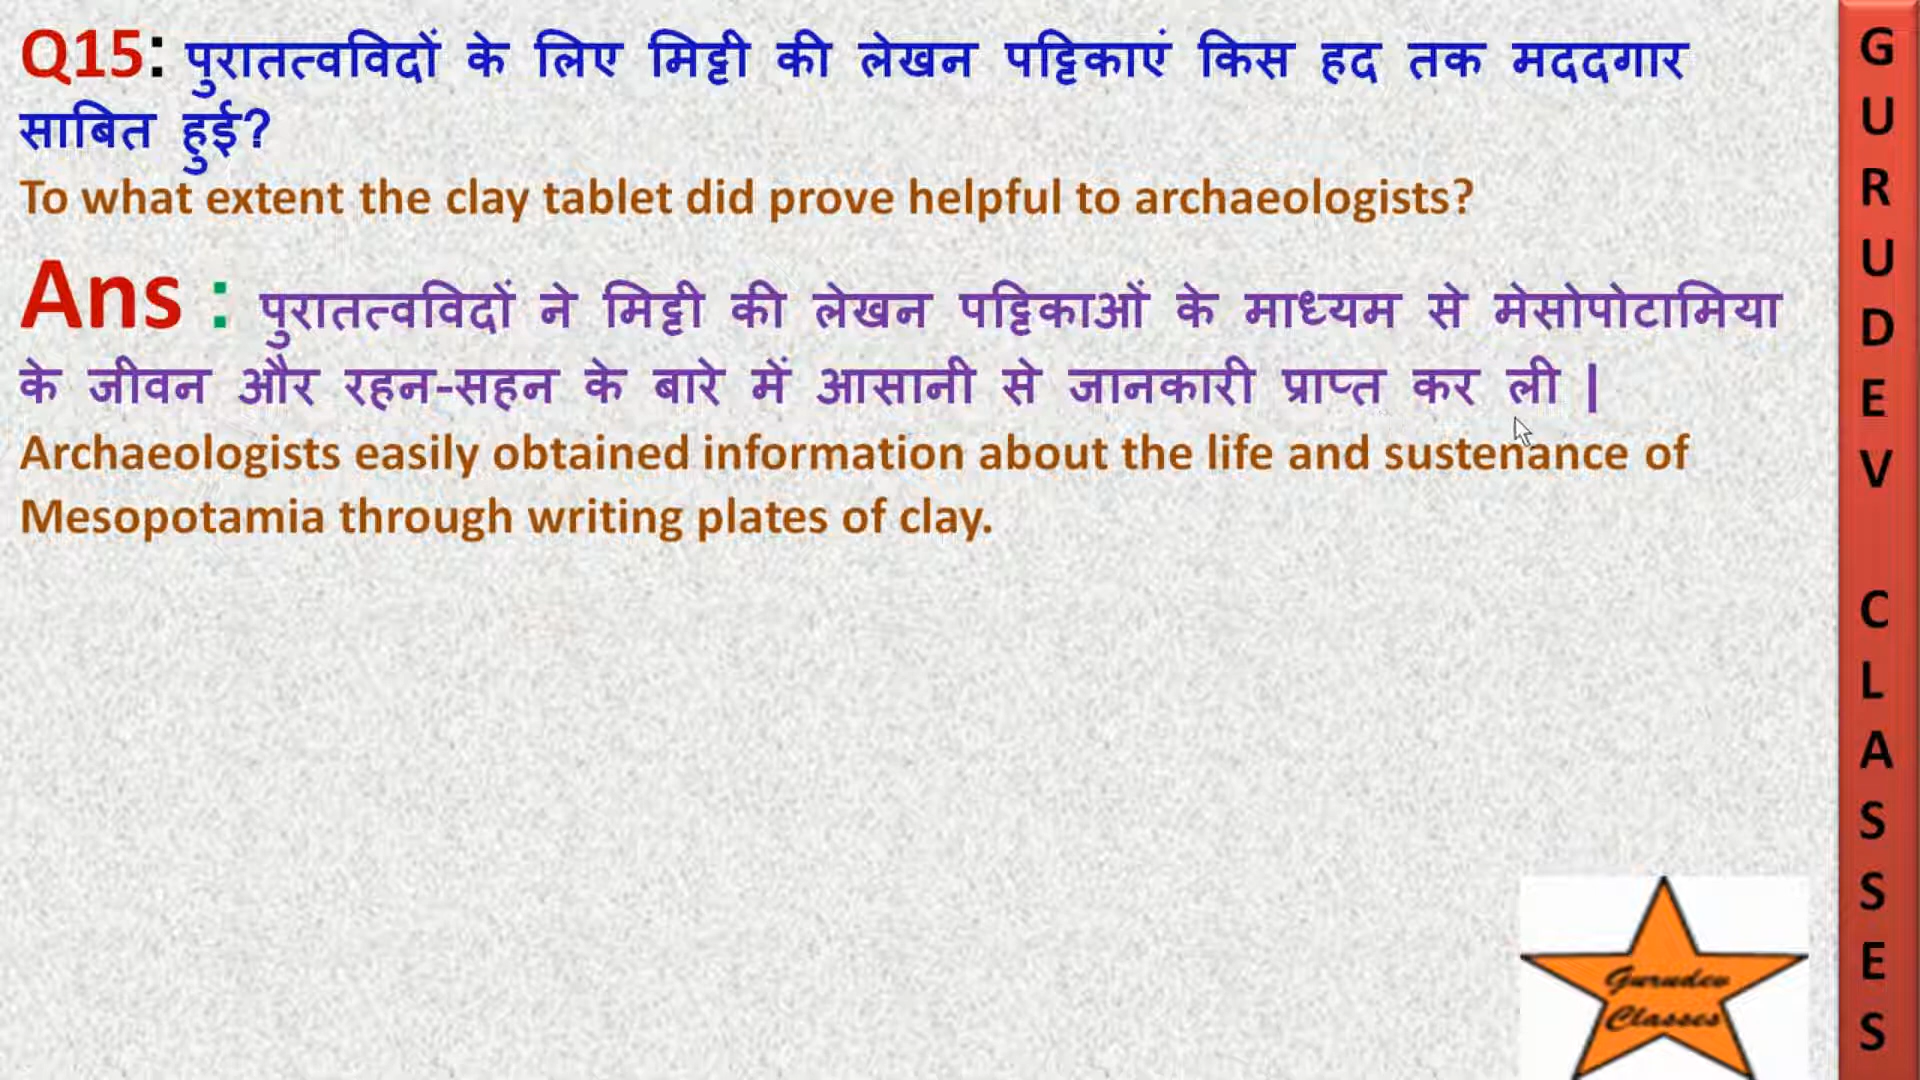 Q15: पुरातत्वविदों के लिए मिट्टी की लेखन पट्टिकाएं किस हद तक मददगार
साबित हुई?
To what extent the clay tablet did prove helpful to archaeologists?
Ans : पुरातत्वविदों ने मिट्टी की लेखन पट्टिकाओं के माध्यम से मेसोपोटामिया
के जीवन और रहन-सहन के बारे में आसानी से जानकारी प्राप्त कर ली |
Archaeologists easily obtained information about the life and sustenance of
Mesopotamia through writing plates of clay.
Gurudev
Classes
GURUDEV CLASSES